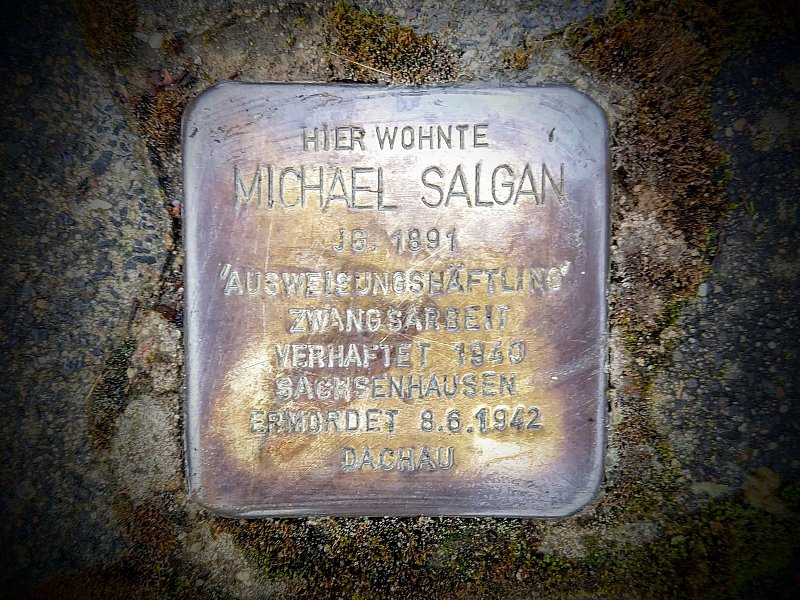 HIER WOHNTE
MICHAEL SALGAN
JG. 1891
"AUSWEISUNGSHÄFTLING"
ZWANGSARBEIT
VERHAFTET 1940
SACHSENHAUSEN
ERMORDET 8.6.1942
DACHAU